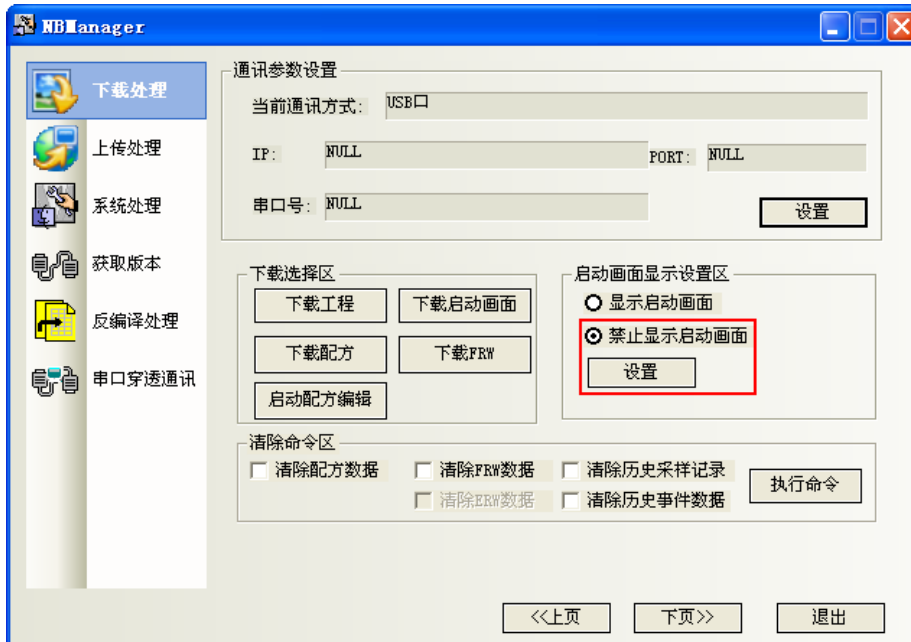 NBManager
下载处理
上传处理
系统处理
获取版本
反编译处理
串口穿透通讯
通讯参数设置
当前通讯方式: USB口
IP: NULL PORT: NULL
串口号: NULL
设置
下载选择区
下载工程 下载启动画面
下载配方 下载FRW
启动配方编辑
启动画面显示设置区
显示启动画面
禁止显示启动画面
设置
清除命令区
清除配方数据 清除FRW数据 清除历史采样记录
清除ERW数据 清除历史事件数据
执行命令
<<上页 下页>> 退出